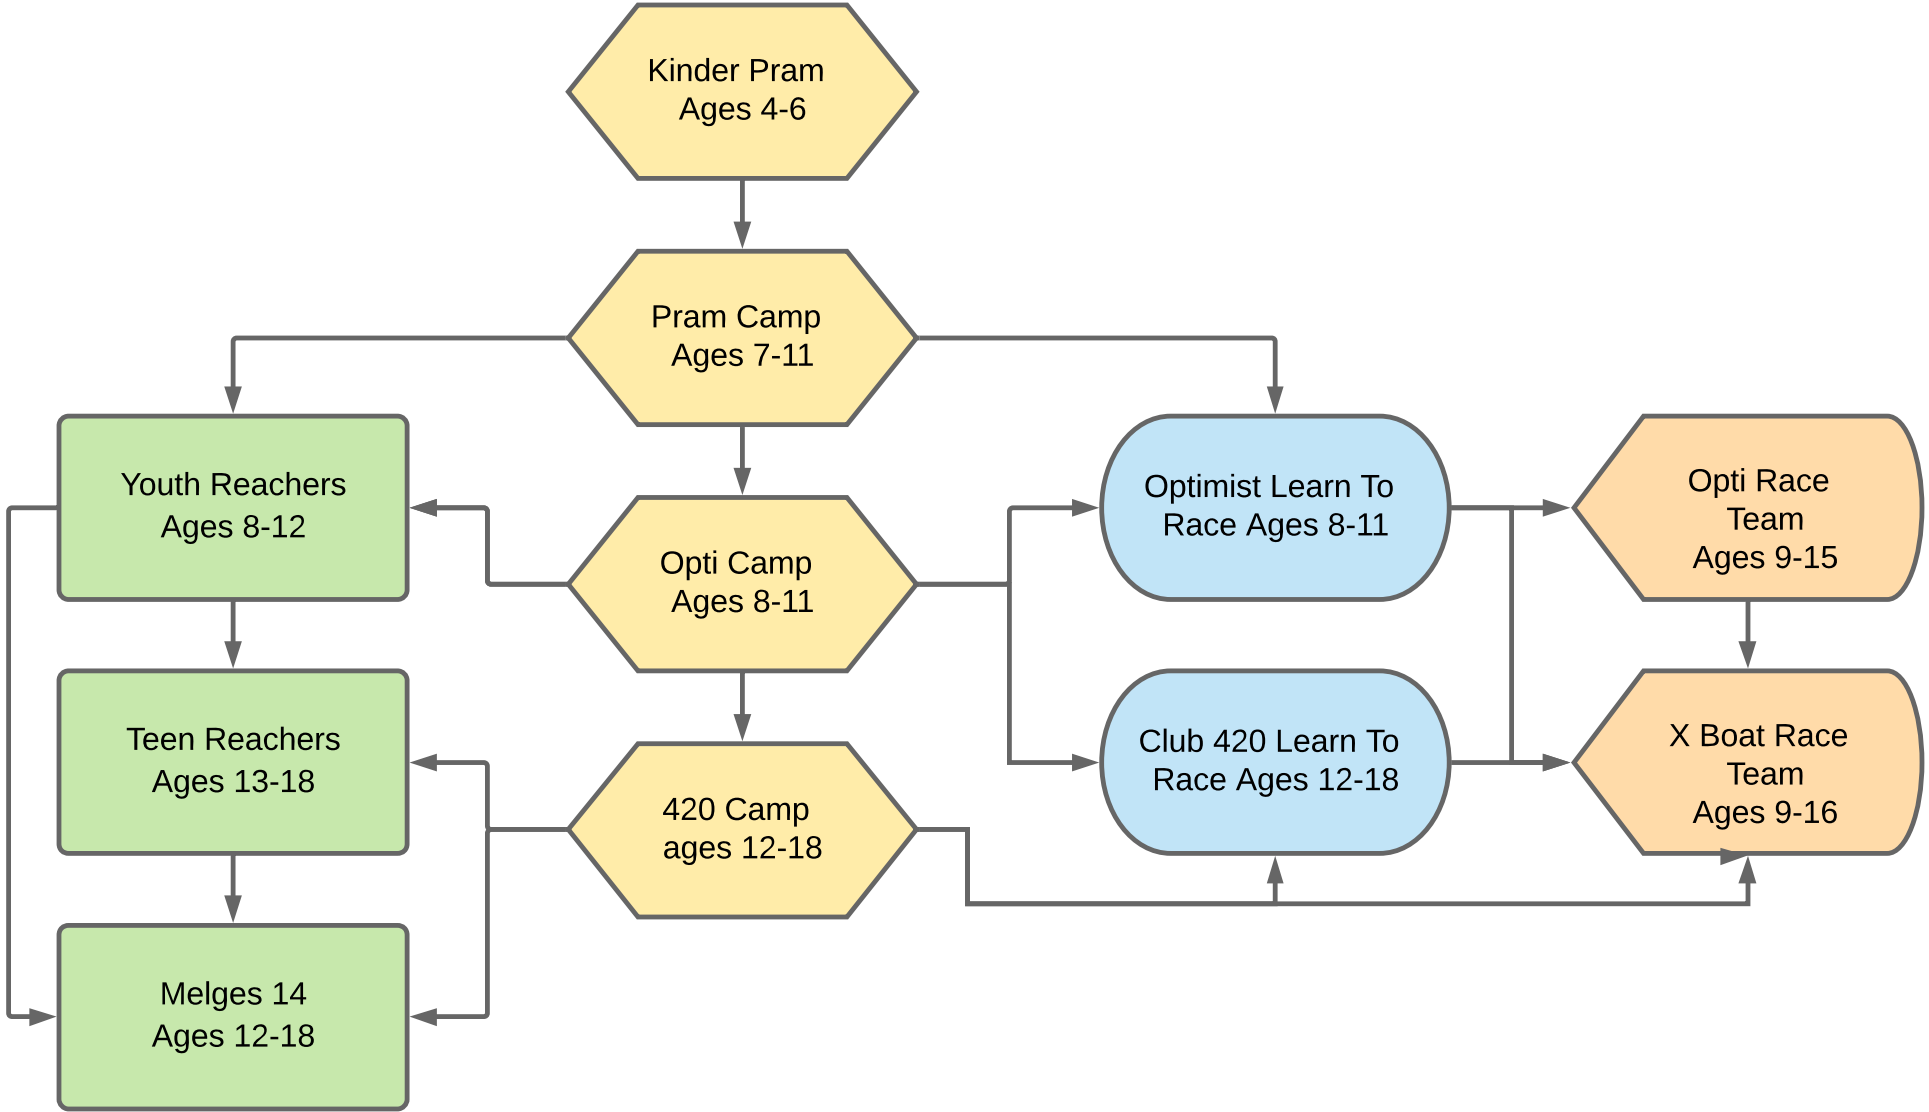 Kinder Pram
Ages 4-6
Pram Camp
Ages 7-11
Youth Reachers
Ages 8-12
Opti Camp
Ages 8-11
Optimist Learn To
Race Ages 8-11
Opti Race
Team
Ages 9-15
Teen Reachers
Ages 13-18
420 Camp
ages 12-18
Club 420 Learn To
Race Ages 12-18
X Boat Race
Team
Ages 9-16
Melges 14
Ages 12-18